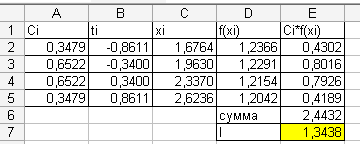 A B C D E
1 Ci ti xi f(xi) Ci*f(xi)
2 0,3479 -0,8611 1,6764 1,2366 0,4302
3 0,6522 -0,3400 1,9630 1,2291 0,8016
4 0,6522 0,3400 2,3370 1,2154 0,7926
5 0,3479 0,8611 2,6236 1,2042 0,4189
6 сумма 2,4432
7 I 1,3438